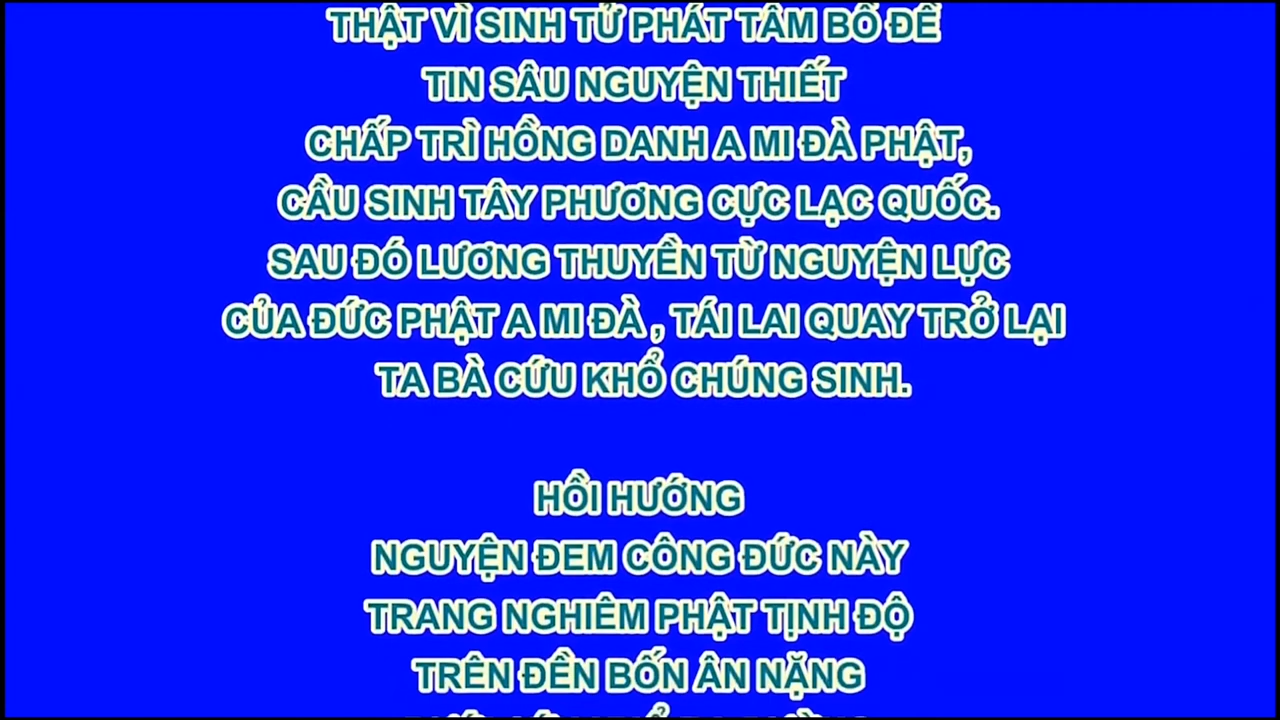 THẬT VÌ SINH TỬ PHÁT TÂM BỒ ĐỀ
TIN SÂU NGUYỆN THIẾT
CHẤP TRÌ HỒNG DANH A MI ĐÀ PHẬT,
CẦU SINH TÂY PHƯƠNG CỰC LẠC QUỐC.
SAU ĐÓ LƯƠNG THUYỀN TỪ NGUYỆN LỰC
CỦA ĐỨC PHẬT A MI ĐÀ , TÁI LAI QUAY TRỞ LẠI
TA BÀ CỨU KHỔ CHÚNG SINH.
HỒI HƯỚNG
NGUYỆN ĐEM CÔNG ĐỨC NÀY
TRANG NGHIÊM PHẬT TỊNH ĐỘ
TRÊN ĐỀN BỐN ÂN NẶNG